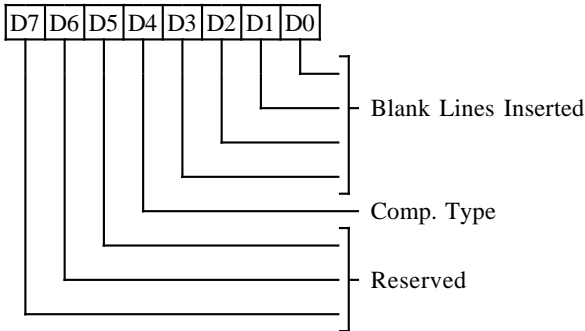 D7 D6 D5 D4 D3 D2 D1 D0
Blank Lines Inserted
Comp. Type
Reserved